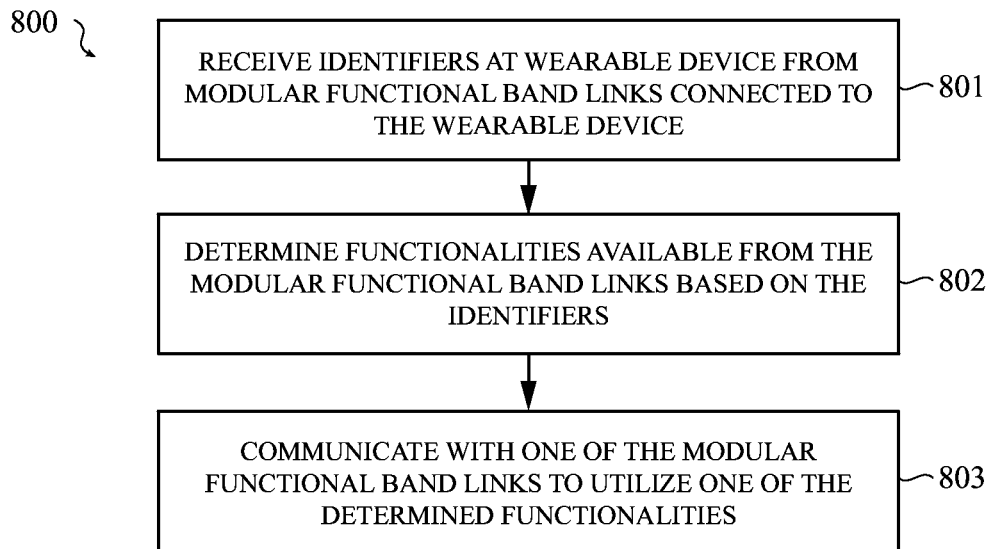 800
RECEIVE IDENTIFIERS AT WEARABLE DEVICE FROM
MODULAR FUNCTIONAL BAND LINKS CONNECTED TO
THE WEARABLE DEVICE
801
DETERMINE FUNCTIONALITIES AVAILABLE FROM THE
MODULAR FUNCTIONAL BAND LINKS BASED ON THE
IDENTIFIERS
802
COMMUNICATE WITH ONE OF THE MODULAR
FUNCTIONAL BAND LINKS TO UTILIZE ONE OF THE
DETERMINED FUNCTIONALITIES
803